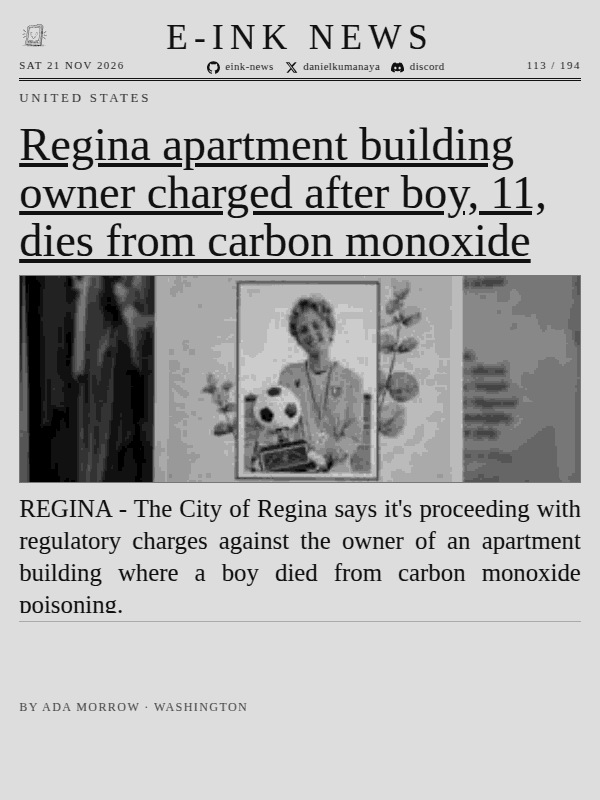 E-INK NEWS
SAT 21 NOV 2026
eink-news
danielkumanaya
discord
113 / 194
UNITED STATES
Regina apartment building
owner charged after boy, 11,
dies from carbon monoxide
REGINA - The City of Regina says it's proceeding with
regulatory charges against the owner of an apartment
building where a boy died from carbon monoxide
poisoning.
BY ADA MORROW · WASHINGTON